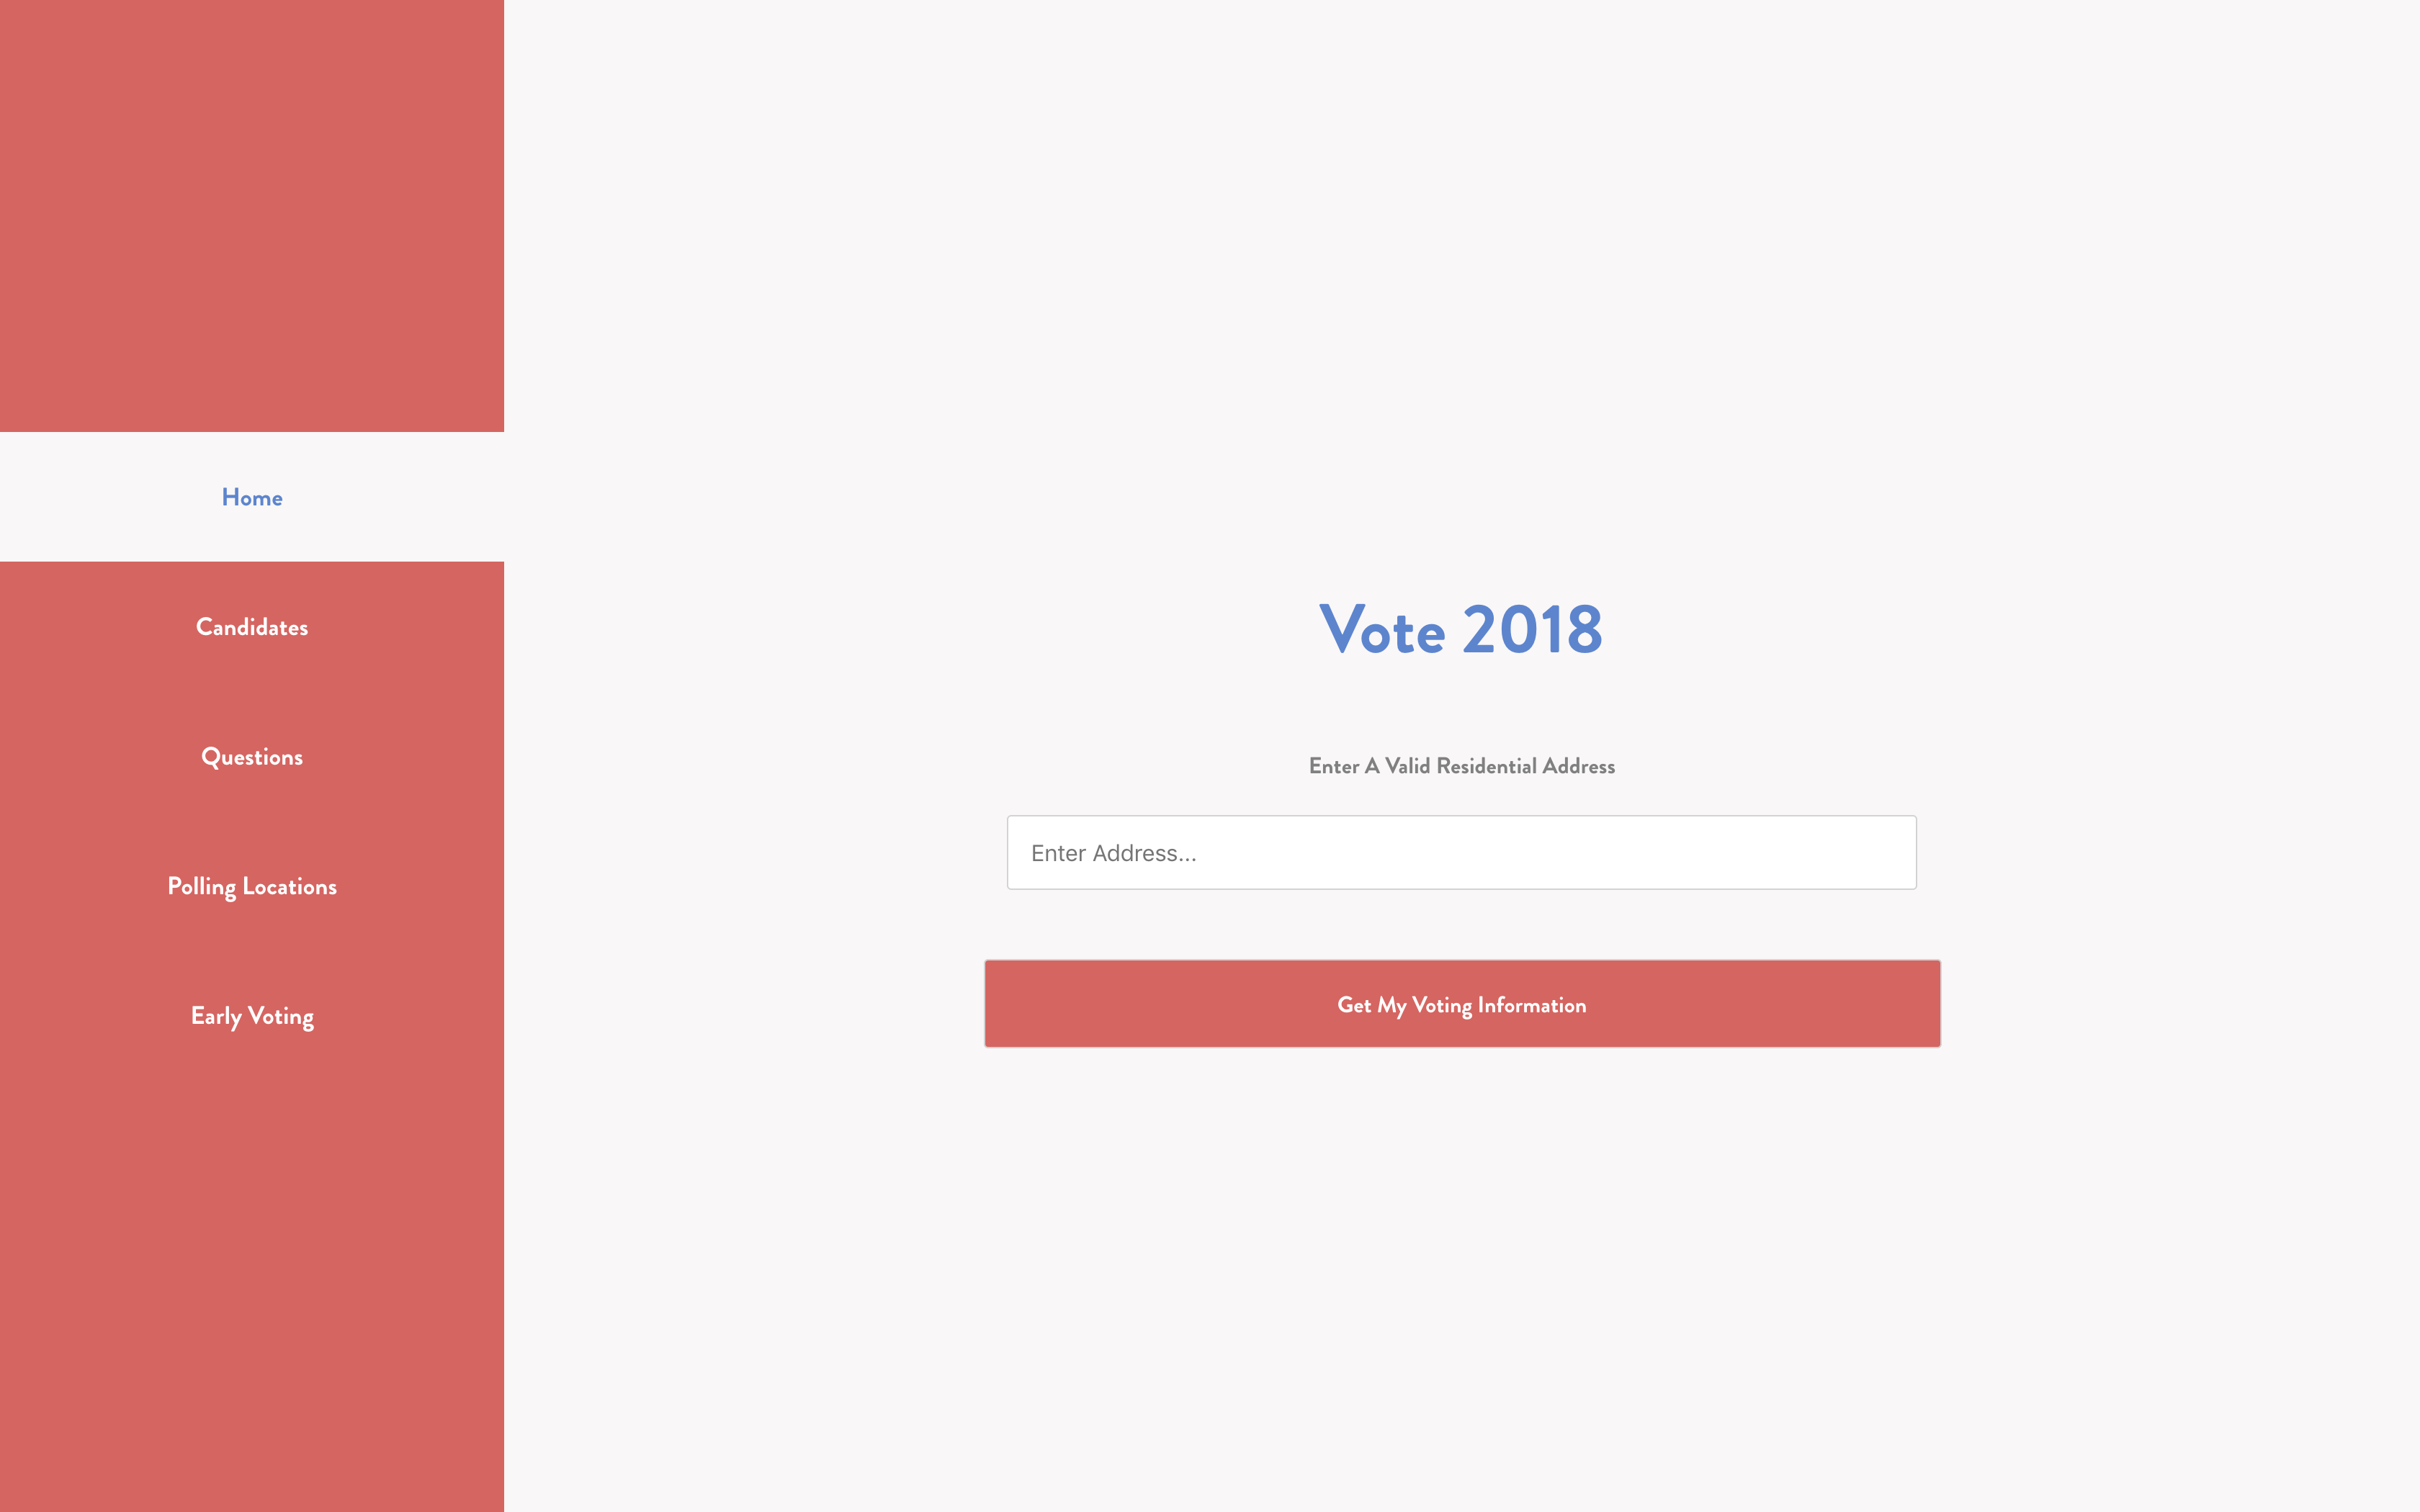 Home
Candidates
Questions
Polling Locations
Early Voting
Vote 2018
Enter A Valid Residential Address
Enter Address...
Get My Voting Information